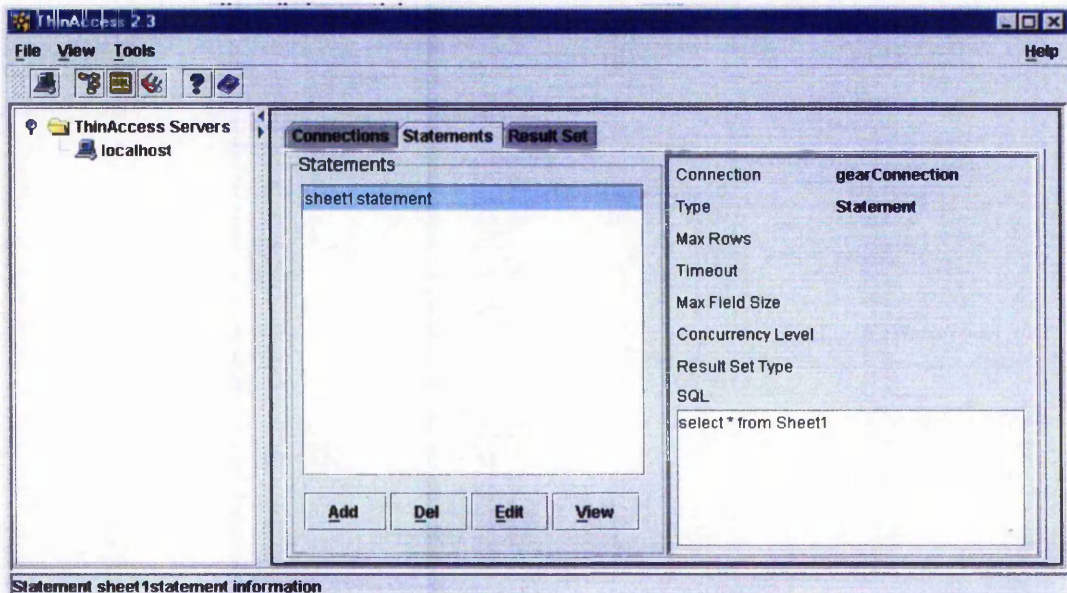 ThinAccess 2.3
File View Tools Help
ThinAccess Servers
localhost
Connections Statements Result Set
Statements
sheet1 statement
Add Del Edit View
Connection gearConnection
Type Statement
Max Rows
Timeout
Max Field Size
Concurrency Level
Result Set Type
SQL
select * from Sheet1
Statement sheet1statement information